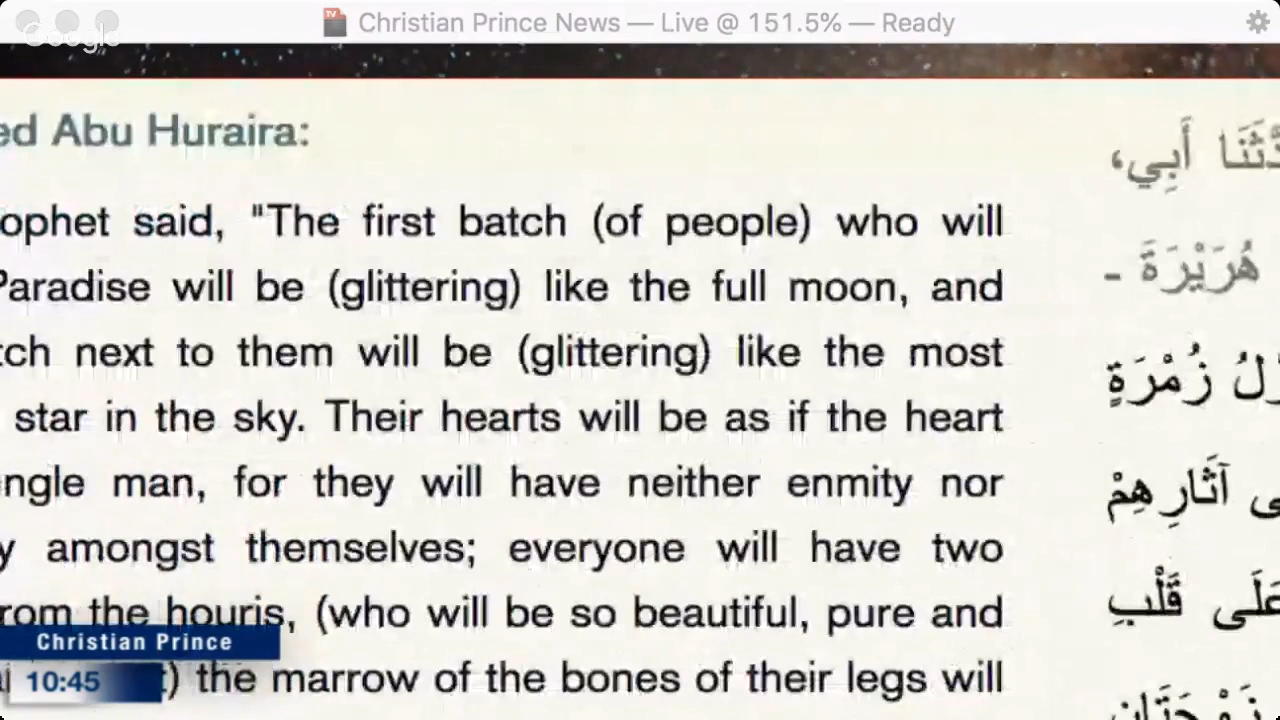 Christian Prince News — Live @ 151.5% — Ready
Google
ed Abu Huraira:
ophet said, "The first batch (of people) who will
Paradise will be (glittering) like the full moon, and
tch next to them will be (glittering) like the most
star in the sky. Their hearts will be as if the heart
ngle man, for they will have neither enmity nor
y amongst themselves; everyone will have two
rom the houris, (who will be so beautiful, pure and
) the marrow of the bones of their legs will
دَّثَنَا أَبِي،
هُرَيْرَةَ ـ
زُمْرَةٍ
آثَارِهِمْ
عَلَى قَلْبِ
زَوْجَتَانِ
Christian Prince
10:45